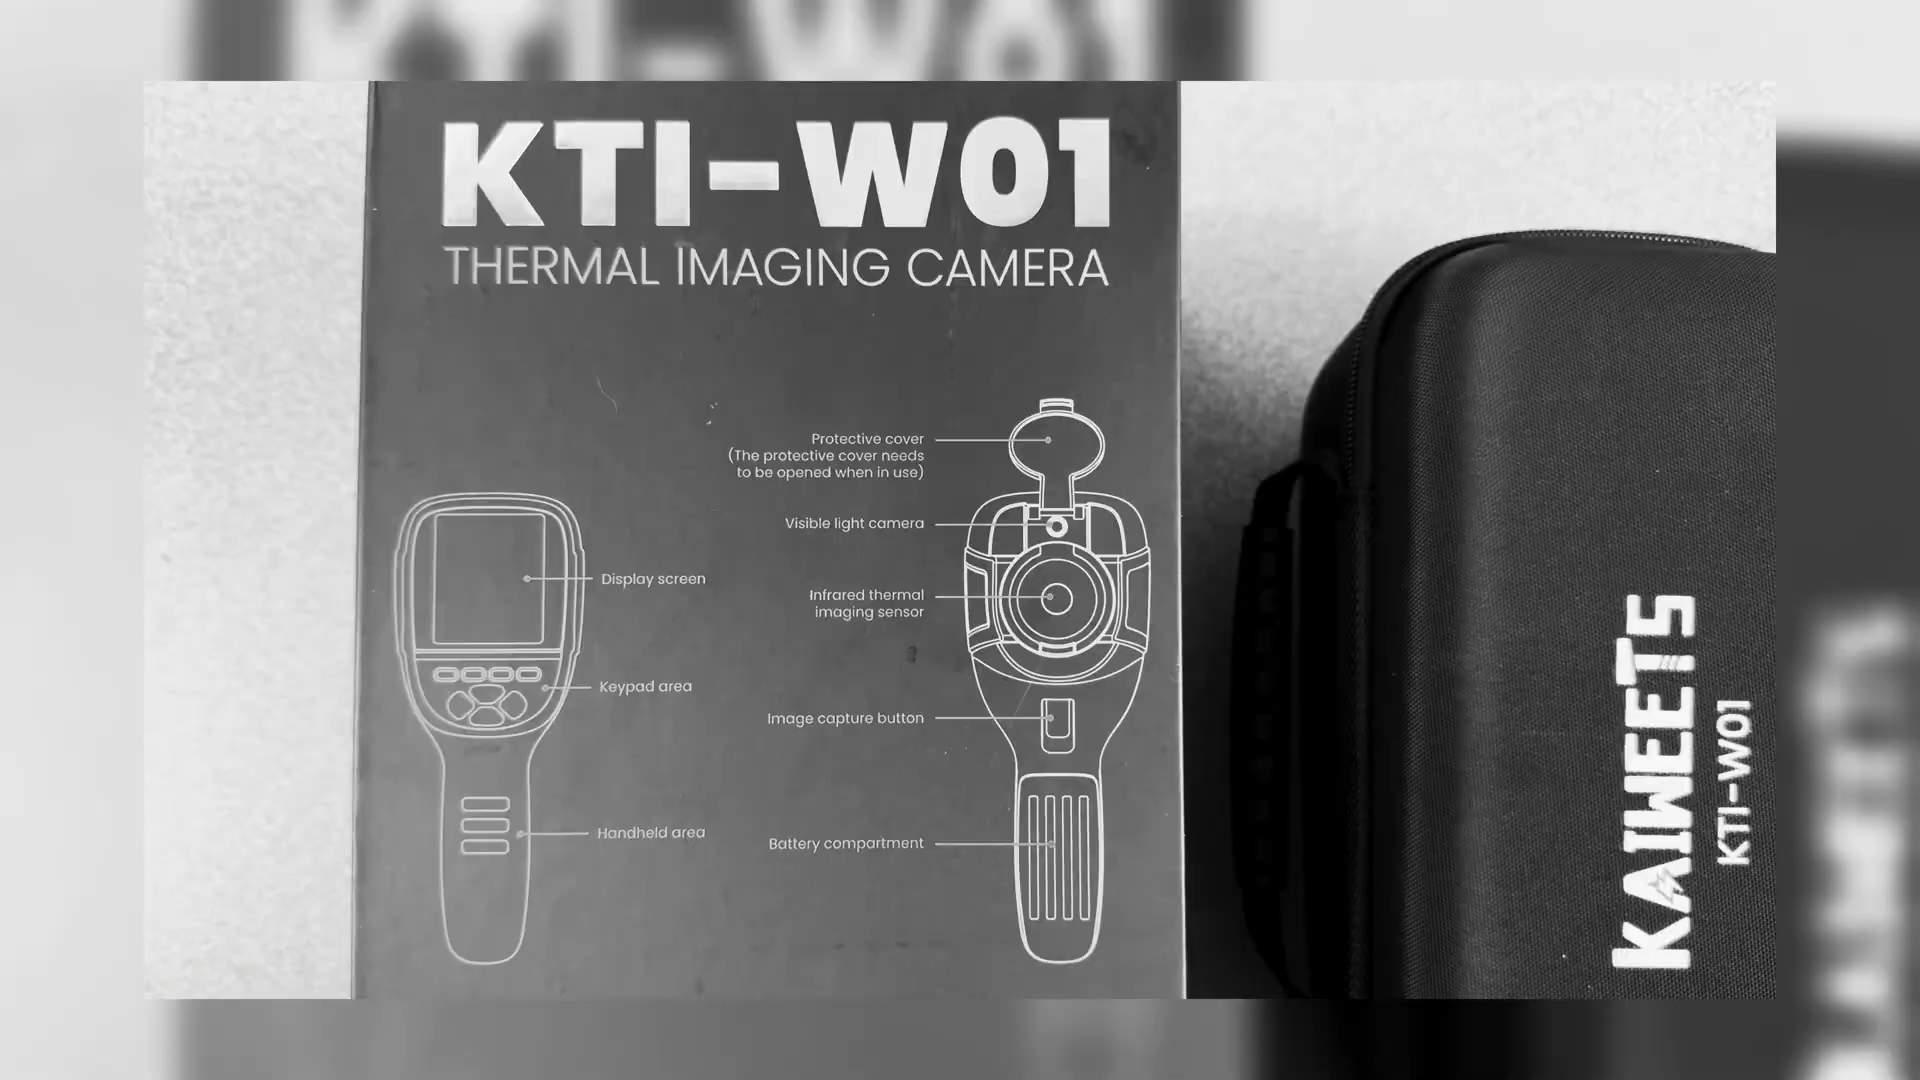 KTI-W01
THERMAL IMAGING CAMERA
Protective cover
(The protective cover needs
to be opened when in use)
Visible light camera
Infrared thermal
imaging sensor
Image capture button
Battery compartment
Display screen
Keypad area
Handheld area
KAIWEETS
KTI-W01